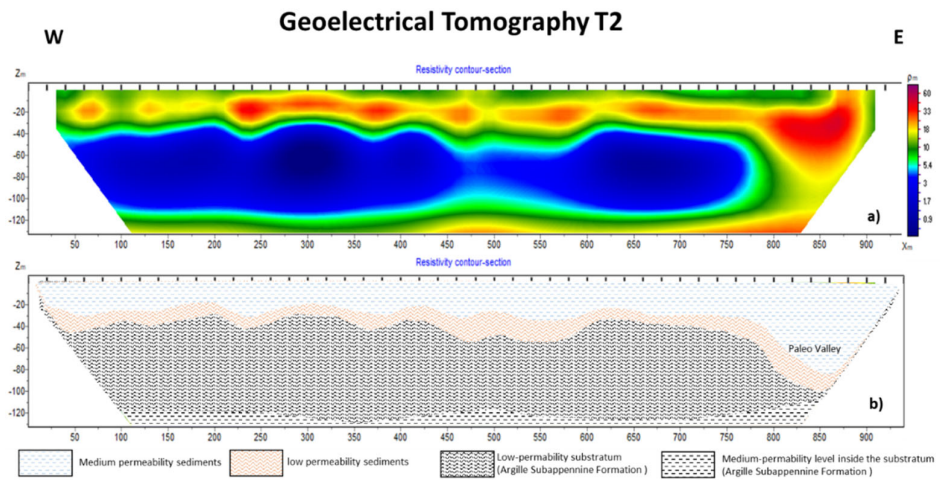 Geoelectrical Tomography T2
W
E
Resistivity contour-section
Zm
ρm
-20
-40
-60
-80
-100
-120
60
33
18
10
5.4
3
1.7
0.9
a)
50 100 150 200 250 300 350 400 450 500 550 600 650 700 750 800 850 900 Xm
Resistivity contour-section
Zm
-20
-40
-60
-80
-100
-120
Paleo Valley
b)
50 100 150 200 250 300 350 400 450 500 550 600 650 700 750 800 850 900
Medium permeability sediments
low permeability sediments
Low-permability substratum
(Argille Subappennine Formation )
Medium-permability level inside the substratum
(Argille Subappennine Formation )